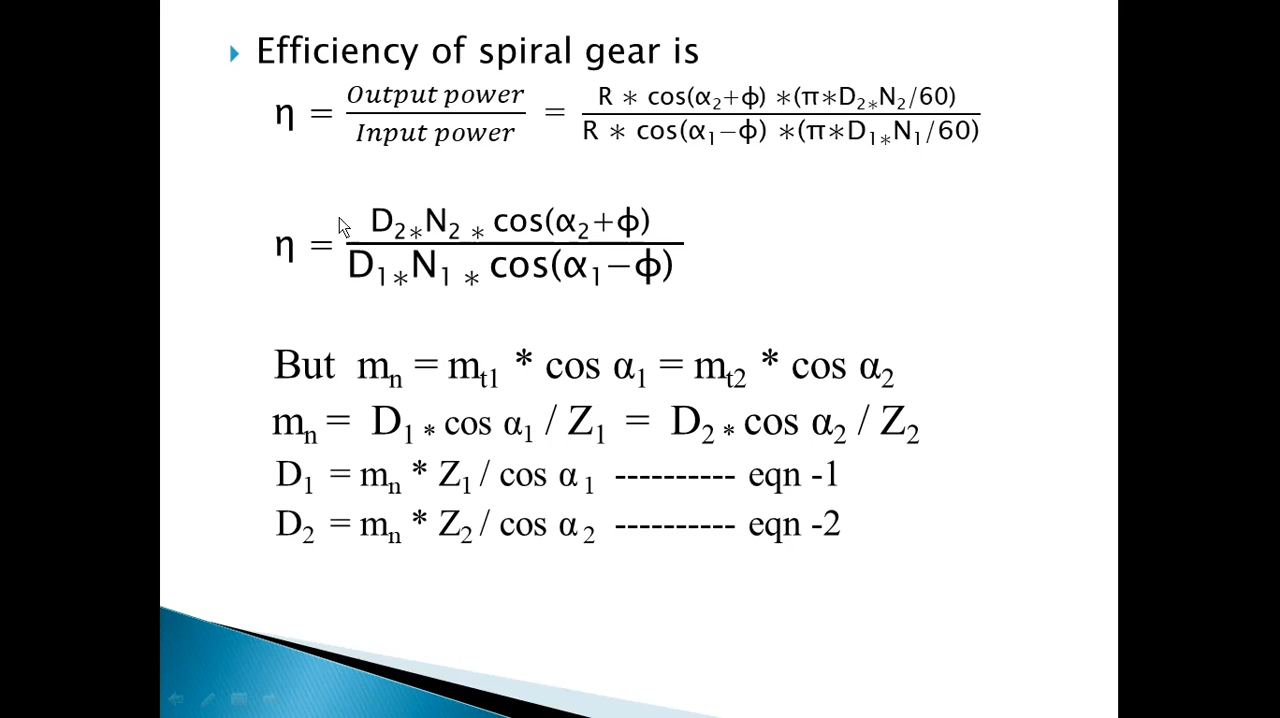 Efficiency of spiral gear is
η = Output power / Input power = R * cos(α₂+ϕ) *(π*D₂*N₂/60) / R * cos(α₁−ϕ) *(π*D₁*N₁/60)
η = D₂*N₂ * cos(α₂+ϕ) / D₁*N₁ * cos(α₁−ϕ)
But mₙ = mₜ₁ * cos α₁ = mₜ₂ * cos α₂
mₙ = D₁ * cos α₁ / Z₁ = D₂ * cos α₂ / Z₂
D₁ = mₙ * Z₁ / cos α ₁ ---------- eqn -1
D₂ = mₙ * Z₂ / cos α ₂ ---------- eqn -2